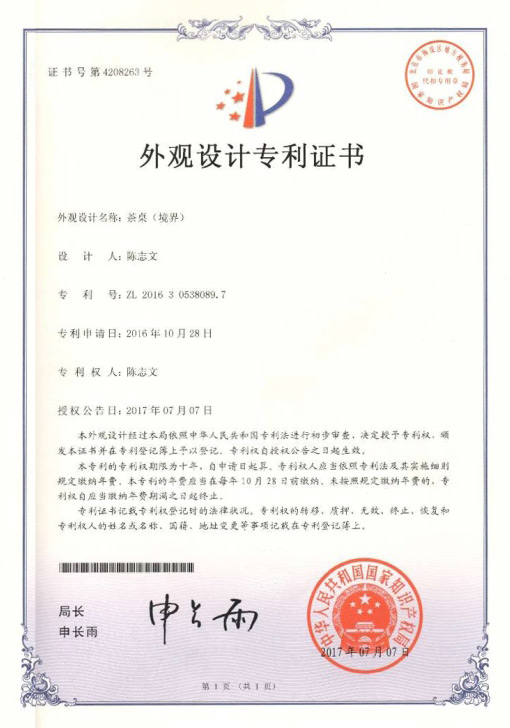 证书号第4208263号
印花税
代扣专用章
外观设计专利证书
外观设计名称：茶桌（境界）
设　计　人：陈志文
专　利　号：ZL 2016 3 0538089.7
专利申请日：2016年10月28日
专 利 权 人：陈志文
授权公告日：2017年07月07日
本外观设计经过本局依照中华人民共和国专利法进行初步审查，决定授予专利权，颁
发本证书并在专利登记簿上予以登记。专利权自授权公告之日起生效。
本专利的专利权期限为十年，自申请日起算。专利权人应当依照专利法及其实施细则
规定缴纳年费。本专利的年费应当在每年10月28日前缴纳。未按照规定缴纳年费的，专
利权自应当缴纳年费期满之日起终止。
专利证书记载专利权登记时的法律状况。专利权的转移、质押、无效、终止、恢复和
专利权人的姓名或名称、国籍、地址变更等事项记载在专利登记簿上。
局长
申长雨
申长雨
中华人民共和国国家知识产权局
2017年07月07日
第 1 页 （共 1 页）